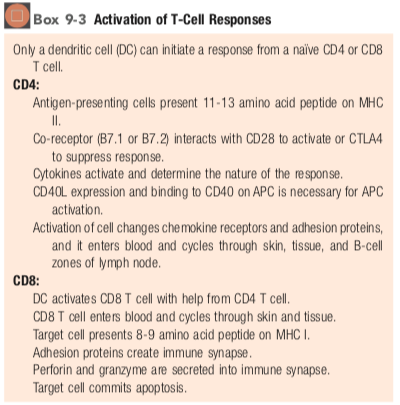 Box 9-3 Activation of T-Cell Responses
Only a dendritic cell (DC) can initiate a response from a naïve CD4 or CD8
T cell.
CD4:
Antigen-presenting cells present 11-13 amino acid peptide on MHC
II.
Co-receptor (B7.1 or B7.2) interacts with CD28 to activate or CTLA4
to suppress response.
Cytokines activate and determine the nature of the response.
CD40L expression and binding to CD40 on APC is necessary for APC
activation.
Activation of cell changes chemokine receptors and adhesion proteins,
and it enters blood and cycles through skin, tissue, and B-cell
zones of lymph node.
CD8:
DC activates CD8 T cell with help from CD4 T cell.
CD8 T cell enters blood and cycles through skin and tissue.
Target cell presents 8-9 amino acid peptide on MHC I.
Adhesion proteins create immune synapse.
Perforin and granzyme are secreted into immune synapse.
Target cell commits apoptosis.